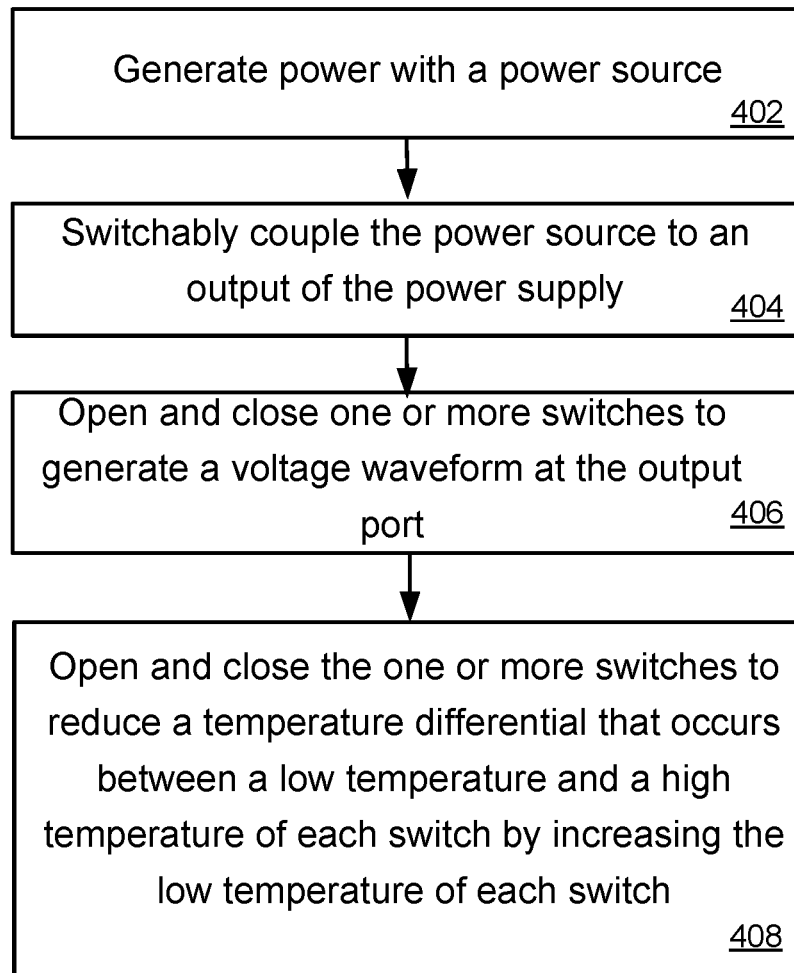 Generate power with a power source
402
Switchably couple the power source to an
output of the power supply
404
Open and close one or more switches to
generate a voltage waveform at the output
port
406
Open and close the one or more switches to
reduce a temperature differential that occurs
between a low temperature and a high
temperature of each switch by increasing the
low temperature of each switch
408